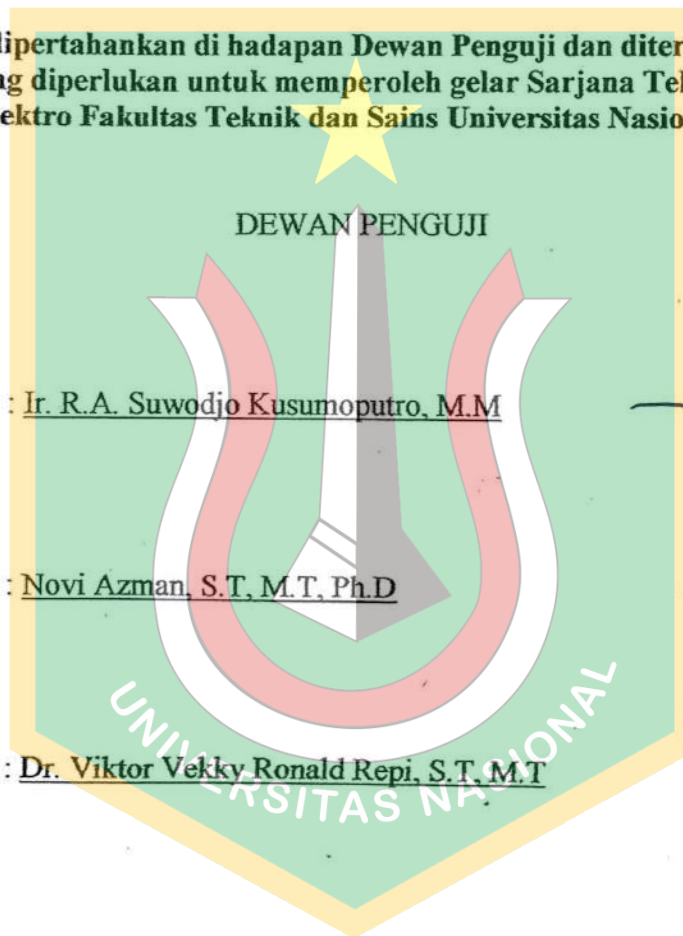 dipertahankan di hadapan Dewan Penguji dan diter
ng diperlukan untuk memperoleh gelar Sarjana Te
ektro Fakultas Teknik dan Sains Universitas Nasio
DEWAN PENGUJI
: Ir. R.A. Suwodjo Kusumoputro, M.M
: Novi Azman, S.T, M.T, Ph.D
: Dr. Viktor Vekky Ronald Repi, S.T, M.T
UNIVERSITAS NASIONAL